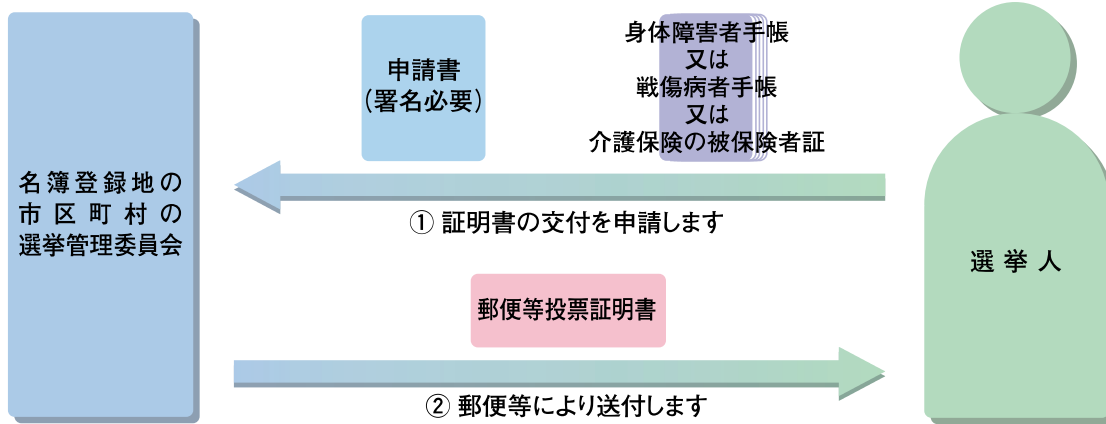 名簿登録地の
市区町村の
選挙管理委員会
申請書
（署名必要）
身体障害者手帳
又は
戦傷病者手帳
又は
介護保険の被保険者証
① 証明書の交付を申請します
郵便等投票証明書
② 郵便等により送付します
選挙人